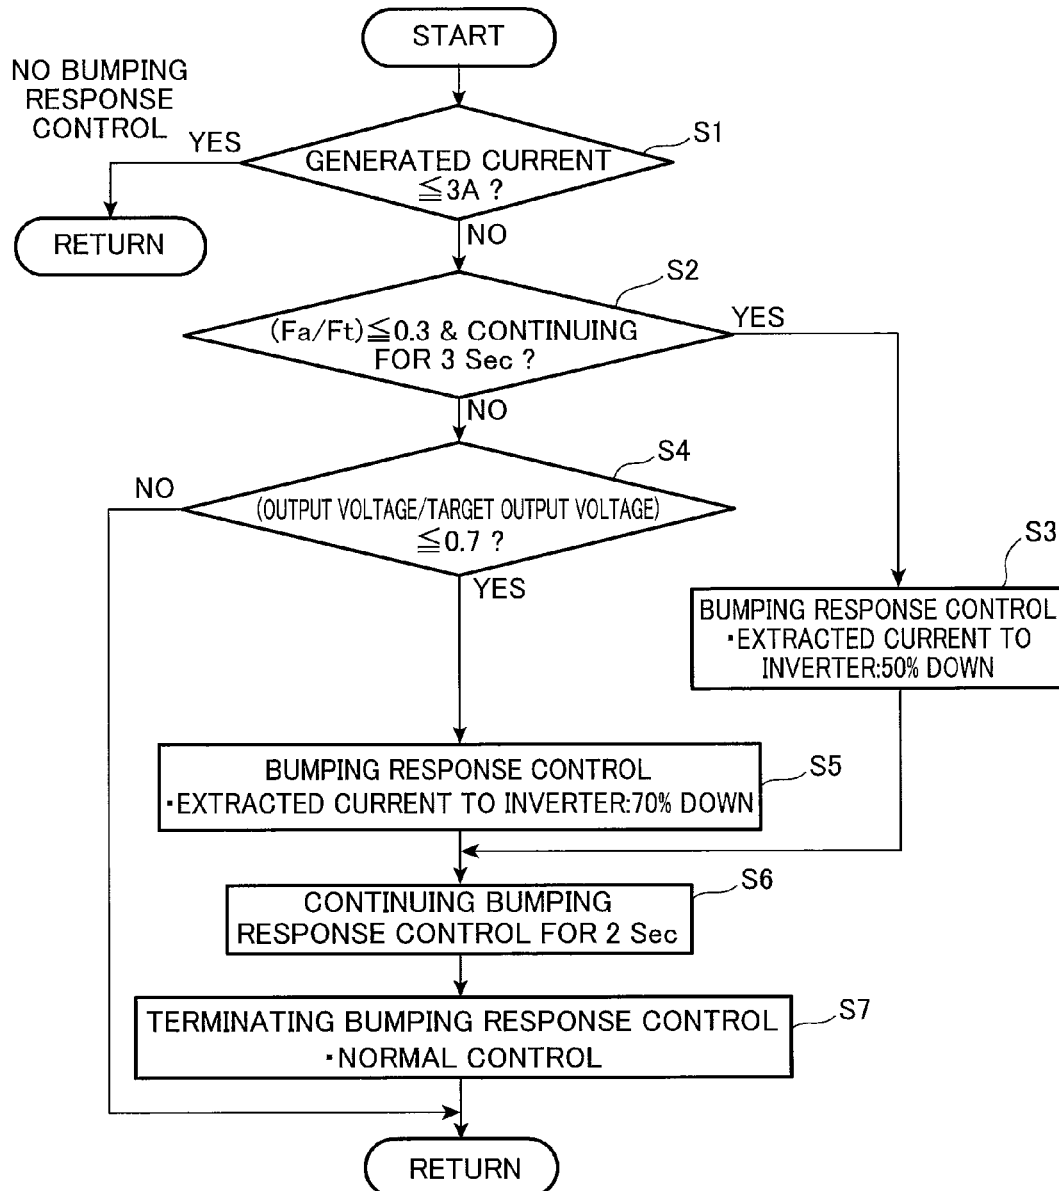 START
NO BUMPING
RESPONSE
CONTROL
YES
S1
GENERATED CURRENT
≦3A ?
RETURN
NO
S2
(Fa/Ft)≦0.3 & CONTINUING
FOR 3 Sec ?
YES
NO
S4
NO
(OUTPUT VOLTAGE/TARGET OUTPUT VOLTAGE)
≦0.7 ?
YES
S3
BUMPING RESPONSE CONTROL
・EXTRACTED CURRENT TO
INVERTER:50% DOWN
S5
BUMPING RESPONSE CONTROL
・EXTRACTED CURRENT TO INVERTER:70% DOWN
S6
CONTINUING BUMPING
RESPONSE CONTROL FOR 2 Sec
S7
TERMINATING BUMPING RESPONSE CONTROL
・NORMAL CONTROL
RETURN